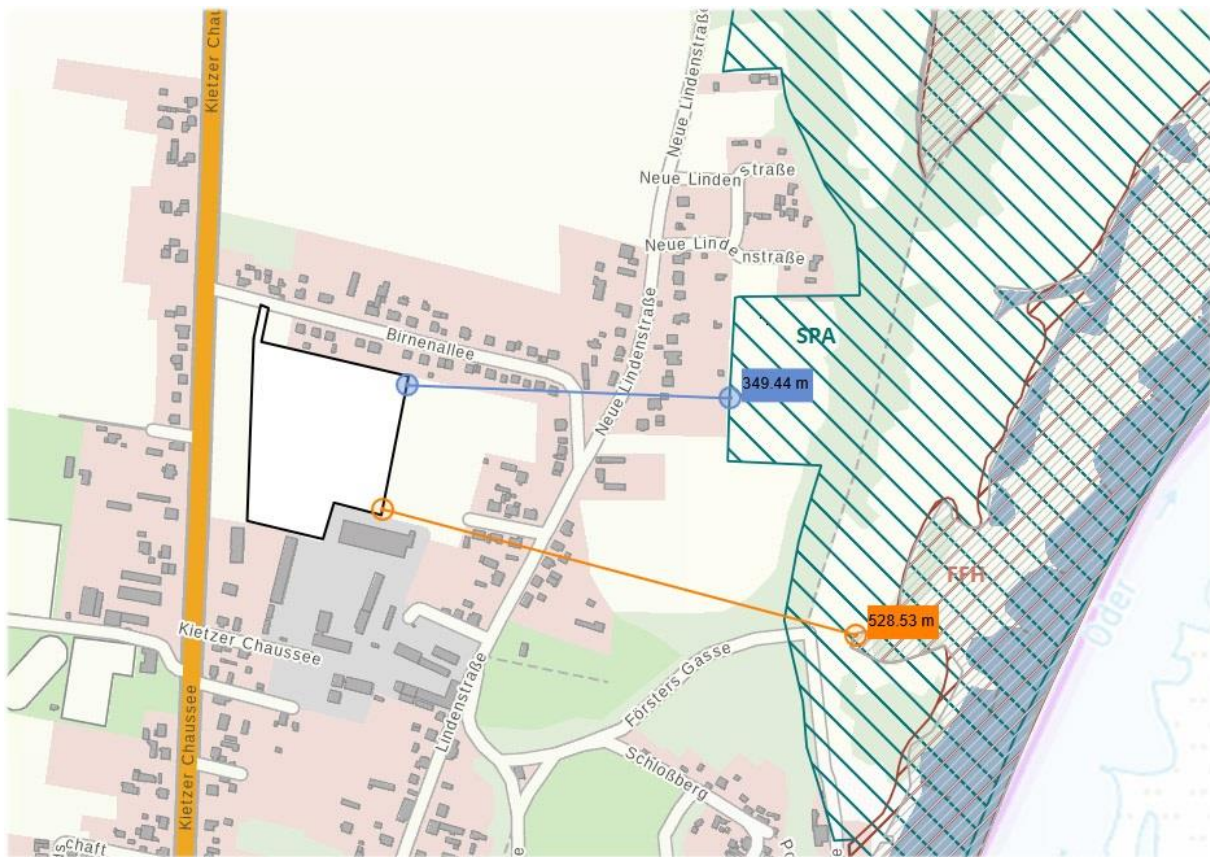 Kietzer Chau
Neue Lindenstraße
Neue Linden straße
Neue Lindenstraße
Birnenallee
Neue Lindenstraße
SPA
349.44 m
FFH
528.53 m
Oder
Kietzer Chaussee
Kietzer Chaussee
Lindenstraße
Försters Gasse
Schloßberg
chaft